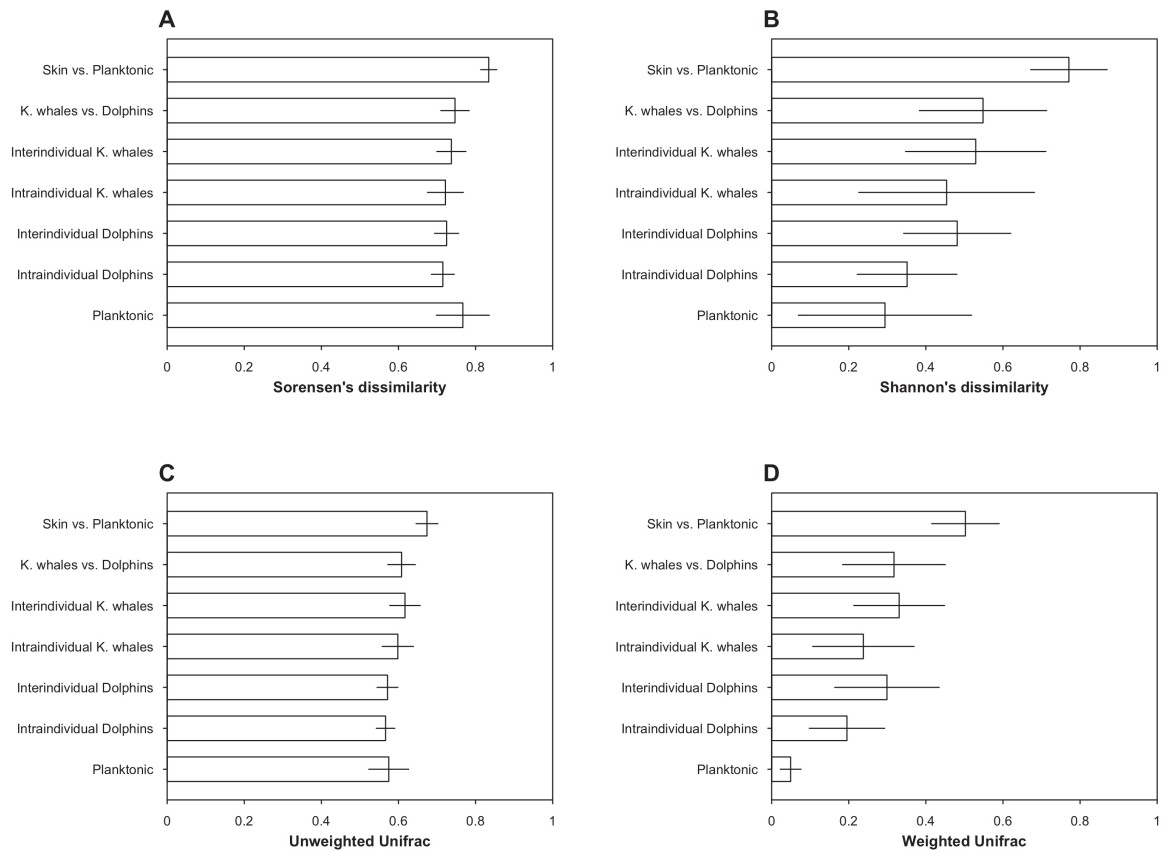 A
Skin vs. Planktonic
K. whales vs. Dolphins
Interindividual K. whales
Intraindividual K. whales
Interindividual Dolphins
Intraindividual Dolphins
Planktonic
0 0.2 0.4 0.6 0.8 1
Sorensen's dissimilarity
B
Skin vs. Planktonic
K. whales vs. Dolphins
Interindividual K. whales
Intraindividual K. whales
Interindividual Dolphins
Intraindividual Dolphins
Planktonic
0 0.2 0.4 0.6 0.8 1
Shannon's dissimilarity
C
Skin vs. Planktonic
K. whales vs. Dolphins
Interindividual K. whales
Intraindividual K. whales
Interindividual Dolphins
Intraindividual Dolphins
Planktonic
0 0.2 0.4 0.6 0.8 1
Unweighted Unifrac
D
Skin vs. Planktonic
K. whales vs. Dolphins
Interindividual K. whales
Intraindividual K. whales
Interindividual Dolphins
Intraindividual Dolphins
Planktonic
0 0.2 0.4 0.6 0.8 1
Weighted Unifrac